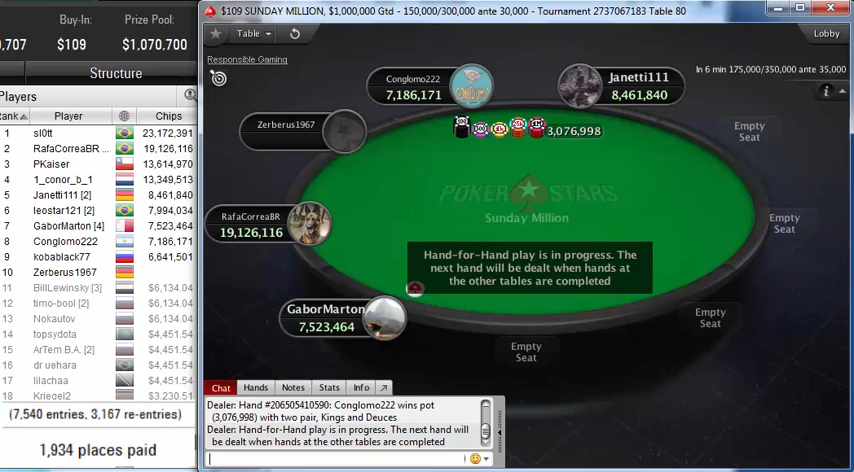 Buy-In:
Prize Pool:
7,707
$109
$1,070,700
Structure
Players
Rank
Player
Chips
1 sl0tt 23,172,391
2 RafaCorreaBR ... 19,126,116
3 PKaiser 13,614,970
4 1_conor_b_1 13,349,513
5 Janetti111 [2] 8,461,840
6 leostar121 [2] 7,994,034
7 GaborMarton [4] 7,523,464
8 Conglomo222 7,186,171
9 kobablack77 6,641,501
10 Zerberus1967
11 BillLewinsky [3] $6,134.04
12 timo-bool [2] $6,134.04
13 Nokautov $6,134.04
14 topsydota $4,451.54
15 ArTem B.A. [2] $4,451.54
16 dr uehara $4,451.54
17 lilachaa $4,451.54
18 Kriegel2 $3,230.51
(7,540 entries, 3,167 re-entries)
1,934 places paid
$109 SUNDAY MILLION, $1,000,000 Gtd - 150,000/300,000 ante 30,000 - Tournament 2737067183 Table 80
Table
Lobby
Responsible Gaming
In 6 min 175,000/350,000 ante 35,000
Conglomo222
7,186,171
CONGLOMO
Janetti111
8,461,840
Zerberus1967
3,076,998
Empty
Seat
POKER STARS
Sunday Million
RafaCorreaBR
19,126,116
Empty
Seat
Hand-for-Hand play is in progress. The
next hand will be dealt when hands at
the other tables are completed
GaborMarton
7,523,464
Empty
Seat
Empty
Seat
Chat
Hands
Notes
Stats
Info
Dealer: Hand #206505410590: Conglomo222 wins pot
(3,076,998) with two pair, Kings and Deuces
Dealer: Hand-for-Hand play is in progress. The next hand will
be dealt when hands at the other tables are completed